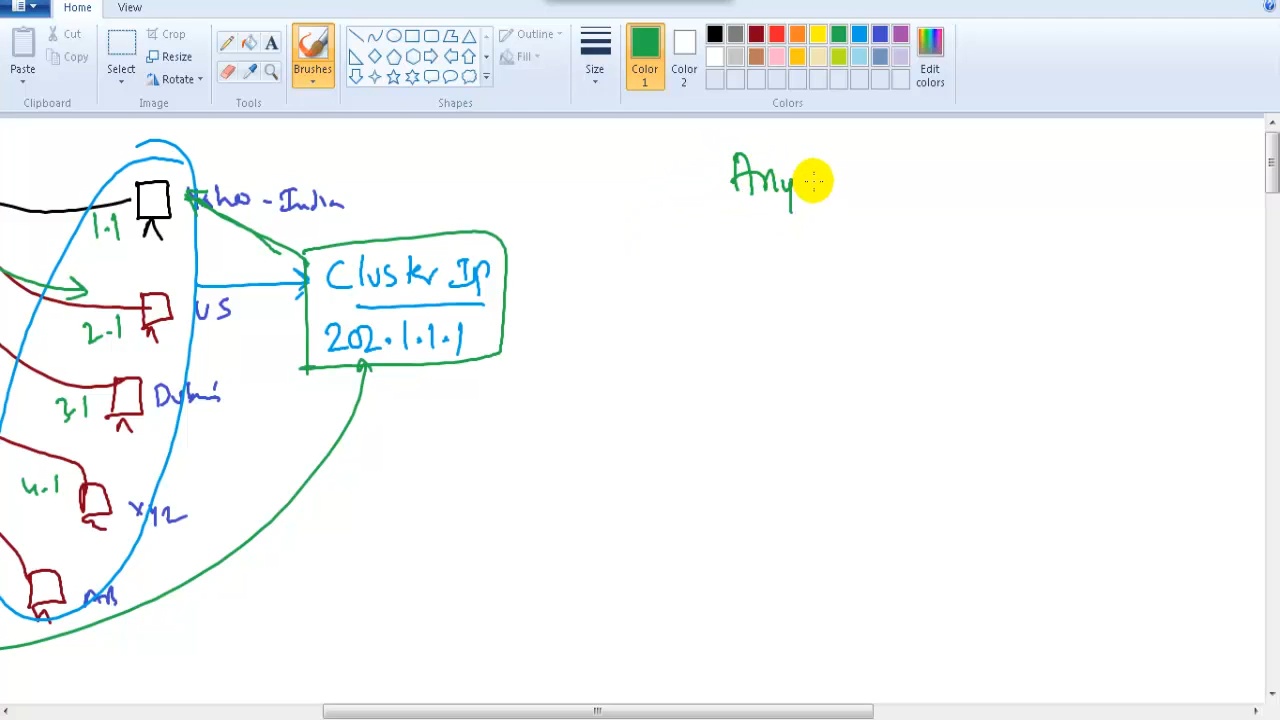 Home
View
Cut
Copy
Paste
Clipboard
Crop
Resize
Rotate
Select
Image
Tools
Brushes
Outline
Fill
Shapes
Size
Color 1
Color 2
Edit colors
Colors
Any
1.1
- India
Cluster Ip
202.1.1.1
2.1
US
3.1
Dubai
4.1
xyz